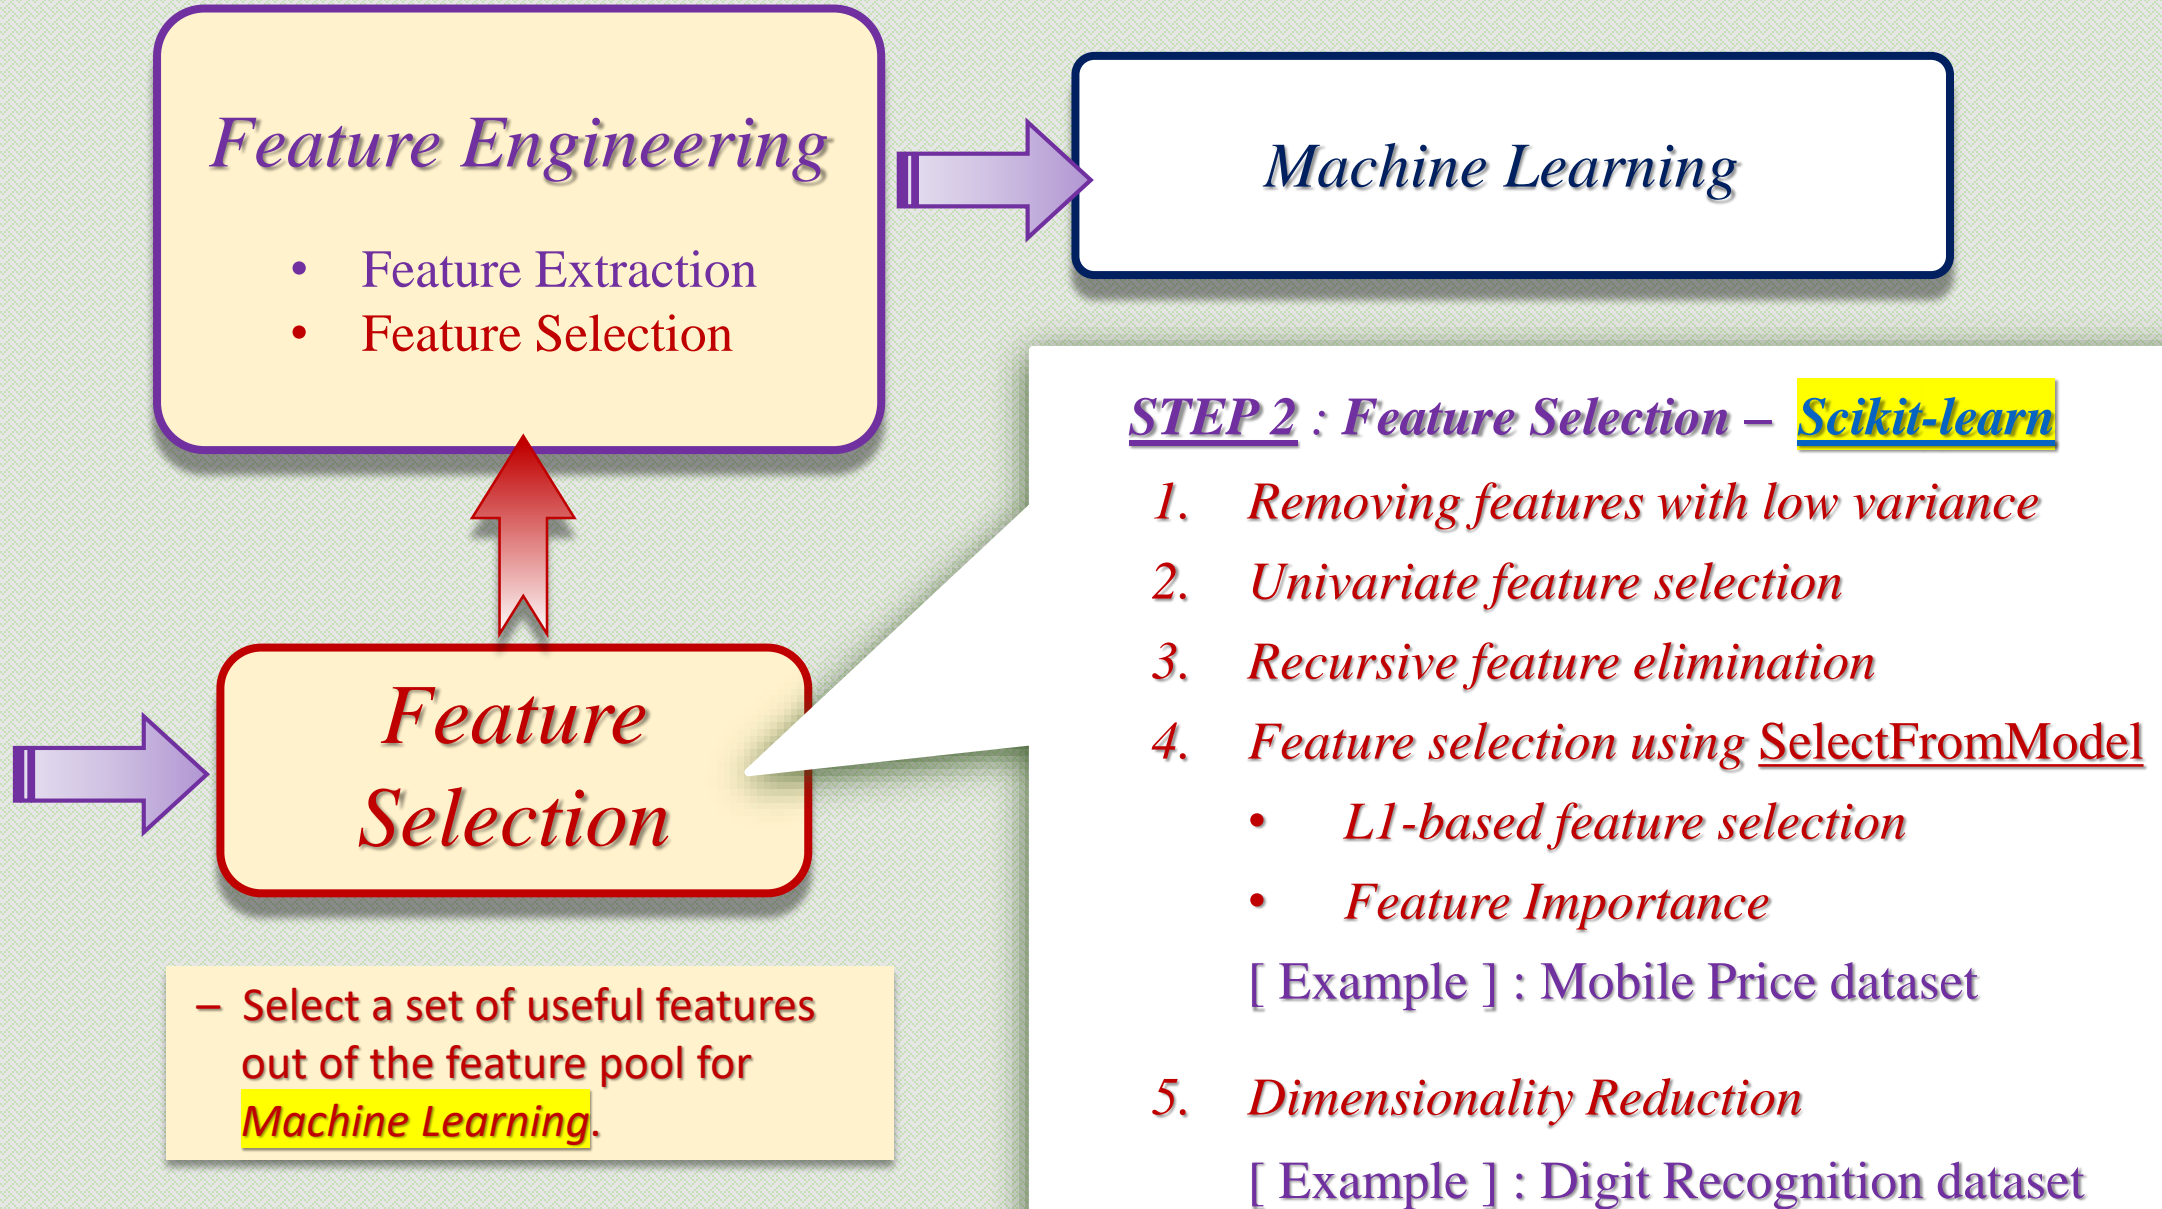 Feature Engineering
• Feature Extraction
• Feature Selection
Machine Learning
Feature
Selection
– Select a set of useful features
out of the feature pool for
Machine Learning.
STEP 2 : Feature Selection – Scikit-learn
1. Removing features with low variance
2. Univariate feature selection
3. Recursive feature elimination
4. Feature selection using SelectFromModel
• L1-based feature selection
• Feature Importance
[ Example ] : Mobile Price dataset
5. Dimensionality Reduction
[ Example ] : Digit Recognition dataset